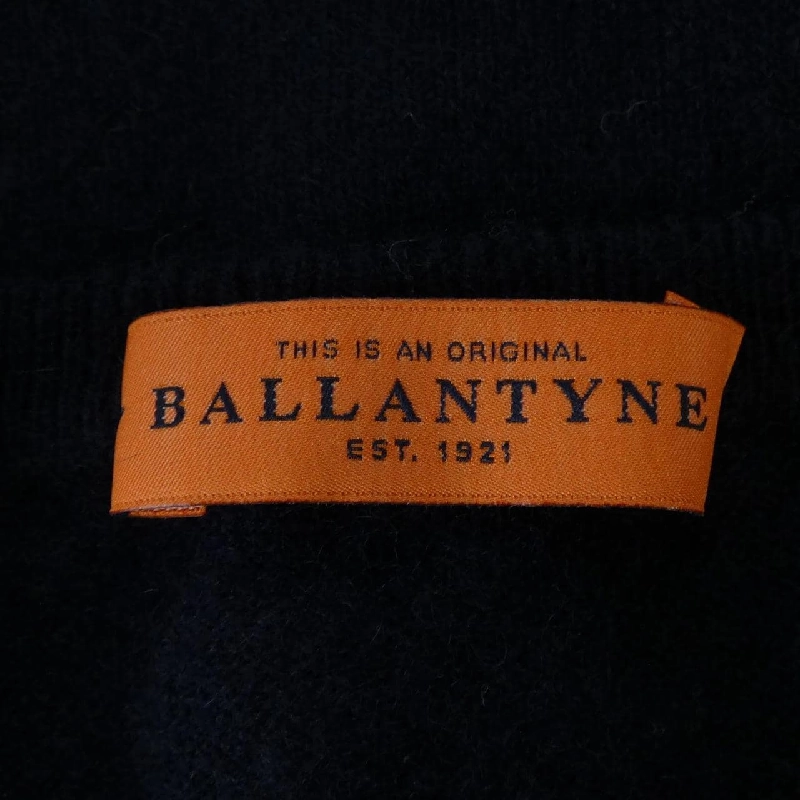 THIS IS AN ORIGINAL
BALLANTYNE
EST. 1921